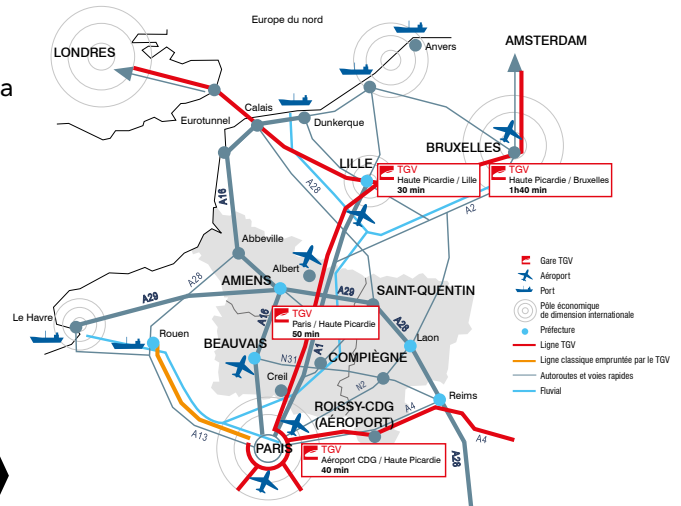 Europe du nord
LONDRES
Anvers
AMSTERDAM
a
Calais
Eurotunnel
Dunkerque
BRUXELLES
LILLE
TGV
Haute Picardie / Lille
30 min
TGV
Haute Picardie / Bruxelles
1h40 min
A28
A16
A2
Abbeville
A28
Albert
A29
AMIENS
A29
SAINT-QUENTIN
Gare TGV
Aéroport
Port
Pôle économique
de dimension internationale
Préfecture
Ligne TGV
Ligne classique empruntée par le TGV
Autoroutes et voies rapides
Fluvial
Le Havre
Rouen
A16
TGV
Paris / Haute Picardie
50 min
A28
BEAUVAIS
A1
Laon
N31
COMPIÈGNE
Creil
N2
Reims
ROISSY-CDG
(AÉROPORT)
A4
A13
A4
PARIS
TGV
Aéroport CDG / Haute Picardie
40 min
A28